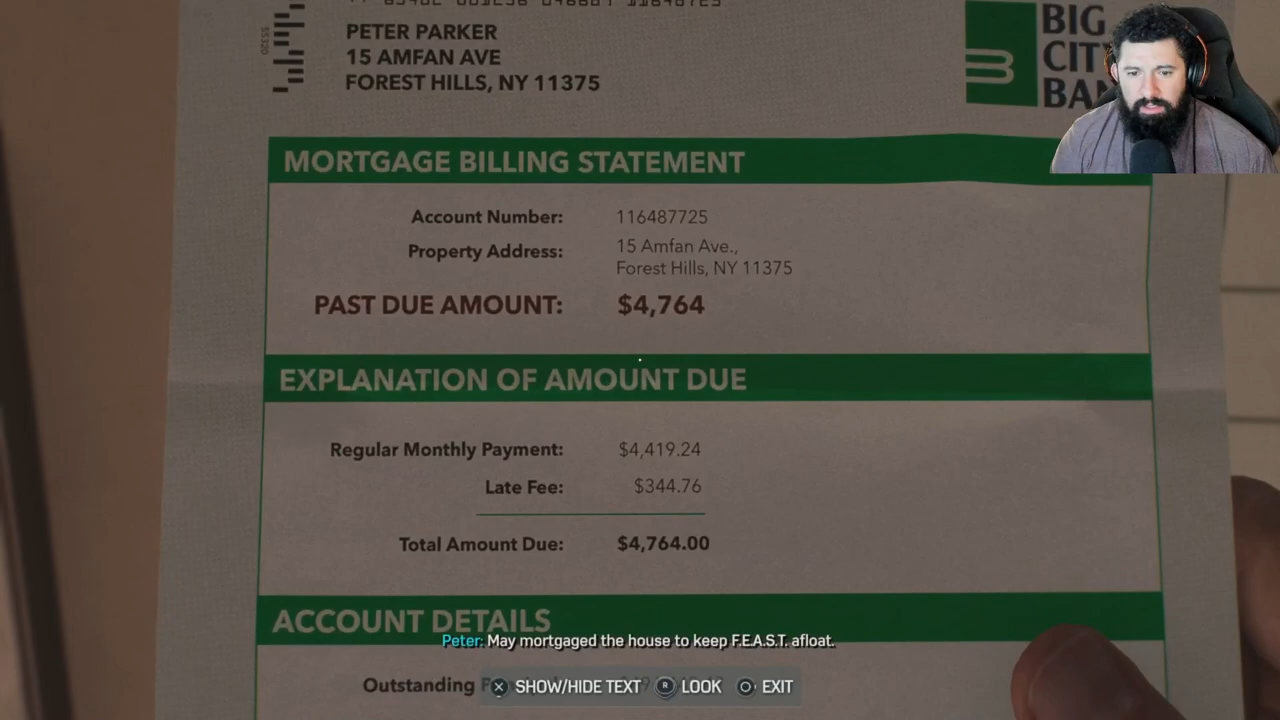 PETER PARKER
15 AMFAN AVE
FOREST HILLS, NY 11375
BIG
CITY
BAN
55320
MORTGAGE BILLING STATEMENT
Account Number: 116487725
Property Address: 15 Amfan Ave.,
Forest Hills, NY 11375
PAST DUE AMOUNT: $4,764
EXPLANATION OF AMOUNT DUE
Regular Monthly Payment: $4,419.24
Late Fee: $344.76
Total Amount Due: $4,764.00
ACCOUNT DETAILS
Peter: May mortgaged the house to keep F.E.A.S.T. afloat.
Outstanding
SHOW/HIDE TEXT R LOOK EXIT